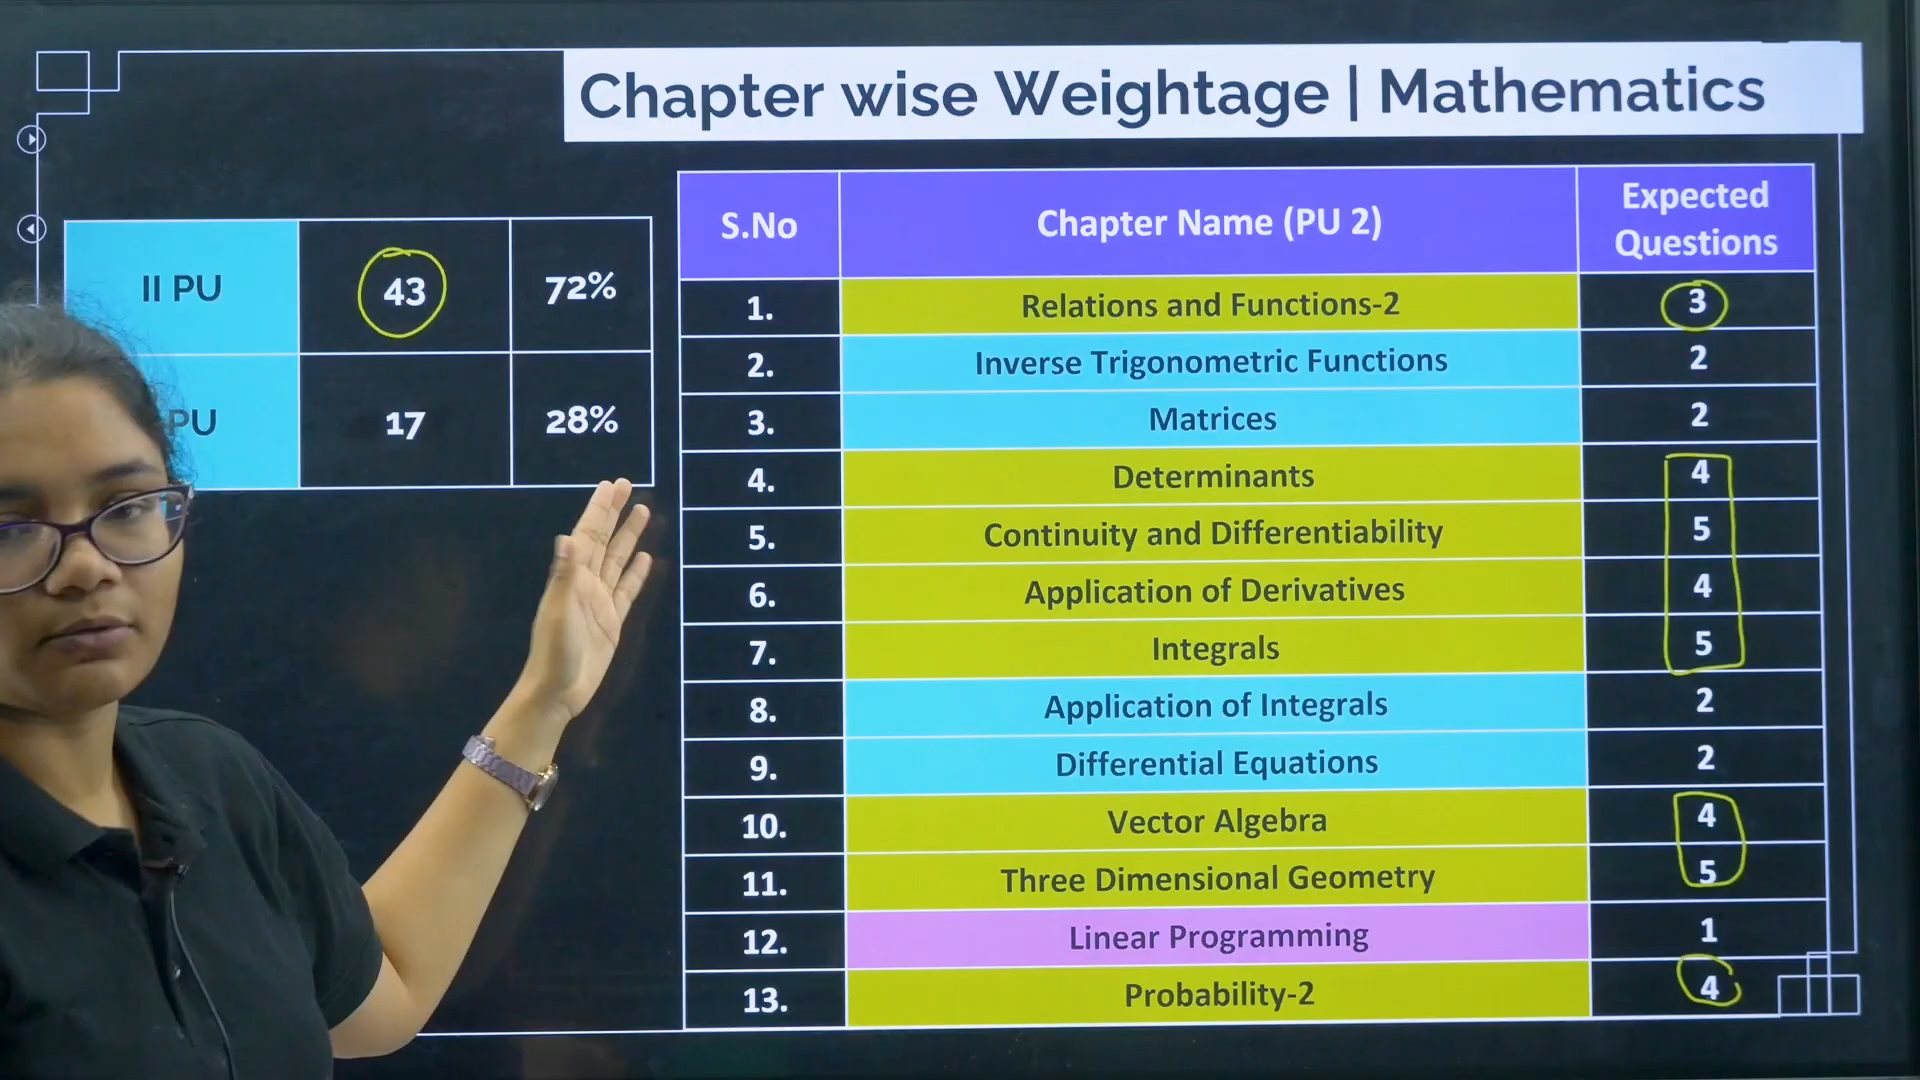 Chapter wise Weightage | Mathematics
II PU 43 72%
PU 17 28%
S.No Chapter Name (PU 2) Expected Questions
1. Relations and Functions-2 3
2. Inverse Trigonometric Functions 2
3. Matrices 2
4. Determinants 4
5. Continuity and Differentiability 5
6. Application of Derivatives 4
7. Integrals 5
8. Application of Integrals 2
9. Differential Equations 2
10. Vector Algebra 4
11. Three Dimensional Geometry 5
12. Linear Programming 1
13. Probability-2 4